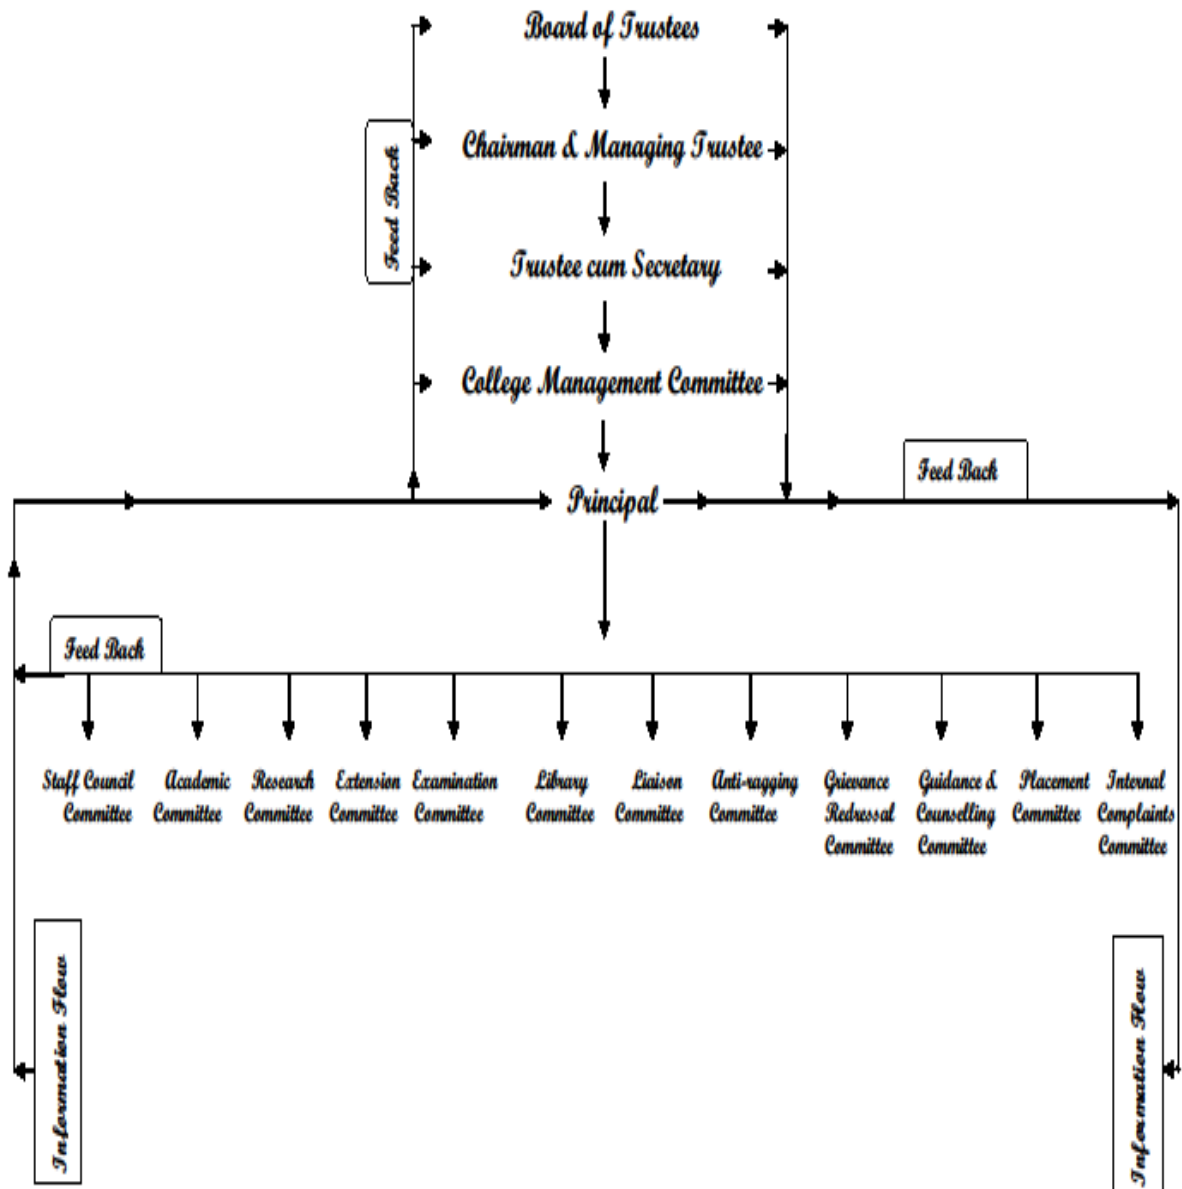 Board of Trustees
Chairman & Managing Trustee
Feed Back
Trustee cum Secretary
College Management Committee
Feed Back
Principal
Feed Back
Staff Council
Committee
Academic
Committee
Research
Committee
Extension
Committee
Examination
Committee
Library
Committee
Liaison
Committee
Anti-ragging
Committee
Grievance
Redressal
Committee
Guidance &
Counselling
Committee
Placement
Committee
Internal
Complaints
Committee
Information Flow
Information Flow